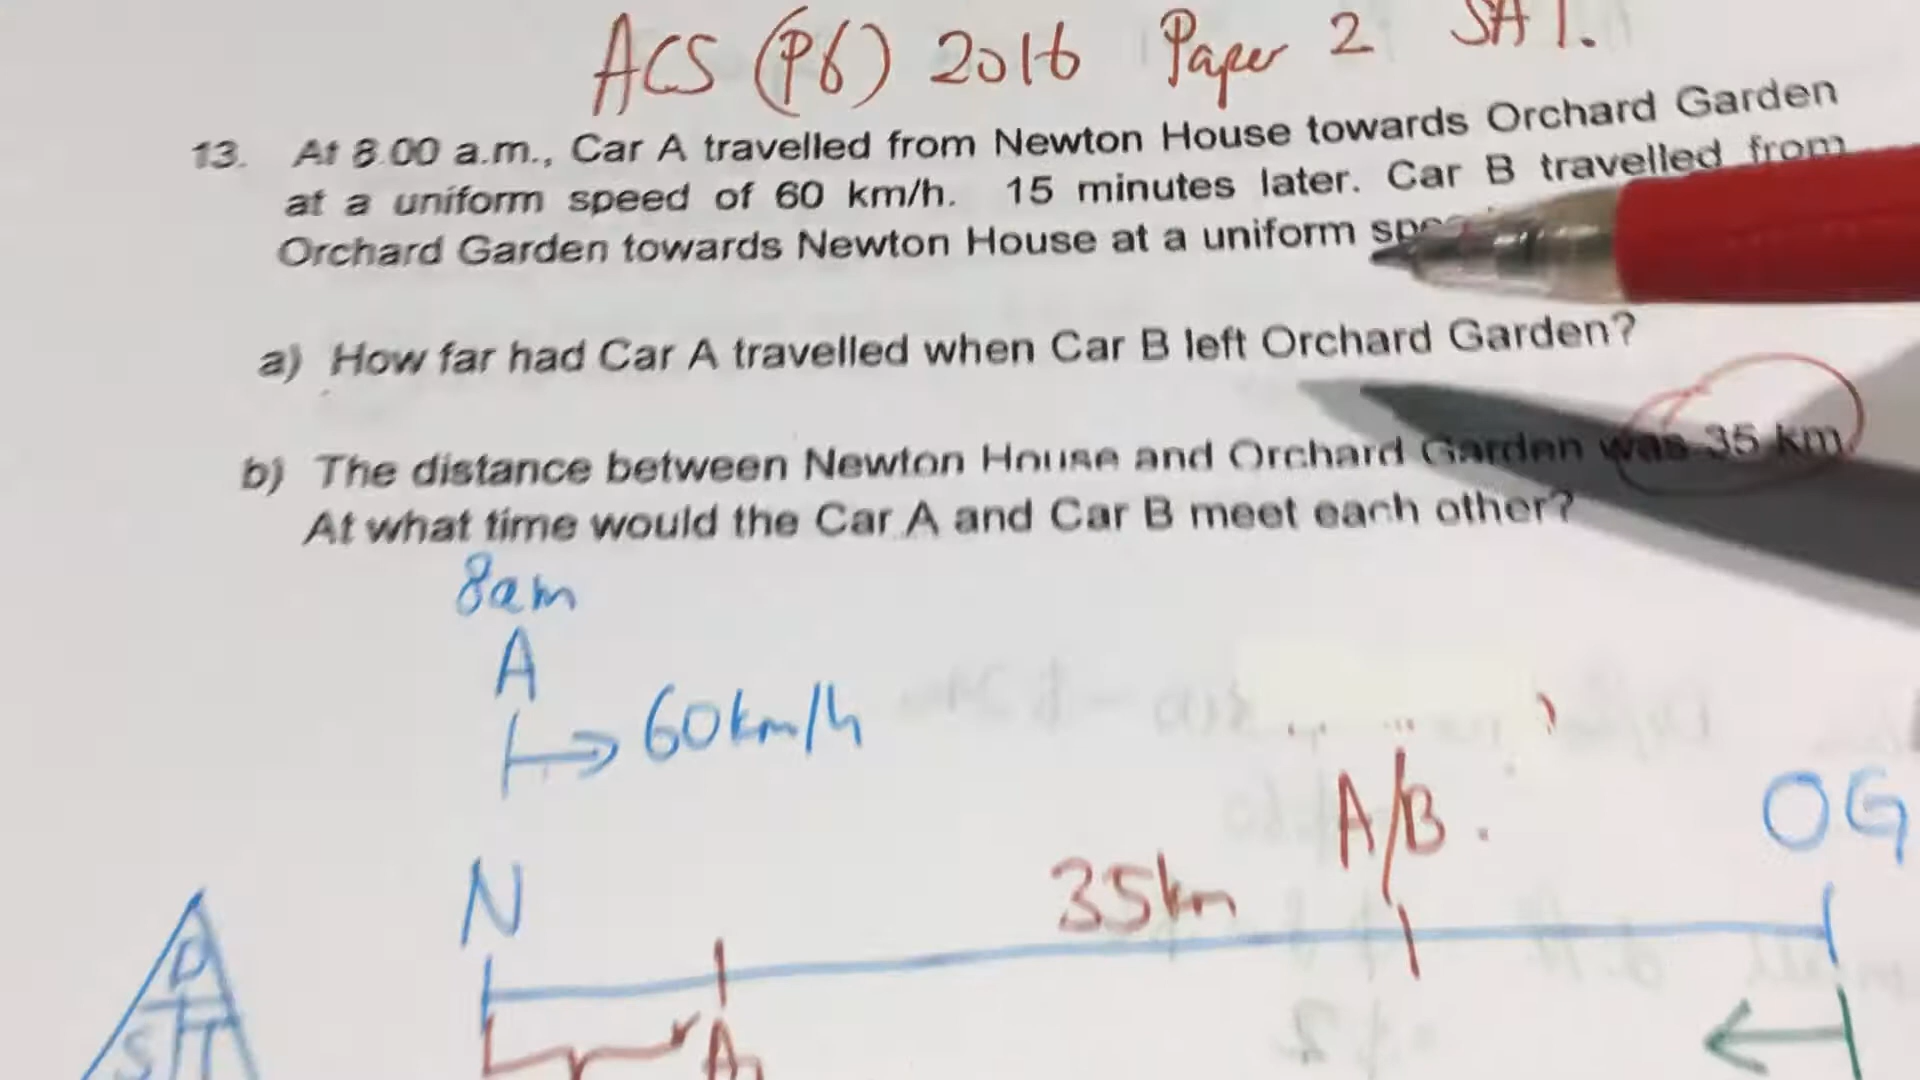 ACS (P6) 2016 Paper 2 SA1.
13. At 8.00 a.m., Car A travelled from Newton House towards Orchard Garden
at a uniform speed of 60 km/h. 15 minutes later. Car B travelled from
Orchard Garden towards Newton House at a uniform
a) How far had Car A travelled when Car B left Orchard Garden?
b) The distance between Newton House and Orchard Garden was 35 km
At what time would the Car A and Car B meet each other?
8am
A
60km/h
A/B.
OG
35km
N
D
S T
A